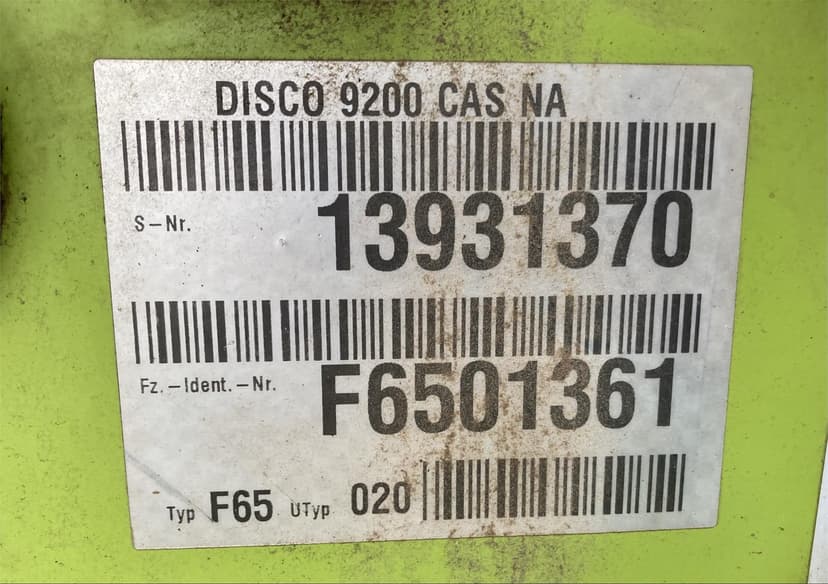 DISCO 9200 CAS NA
S-Nr. 13931370
Fz.-Ident.-Nr. F6501361
Typ F65 UTyp 020